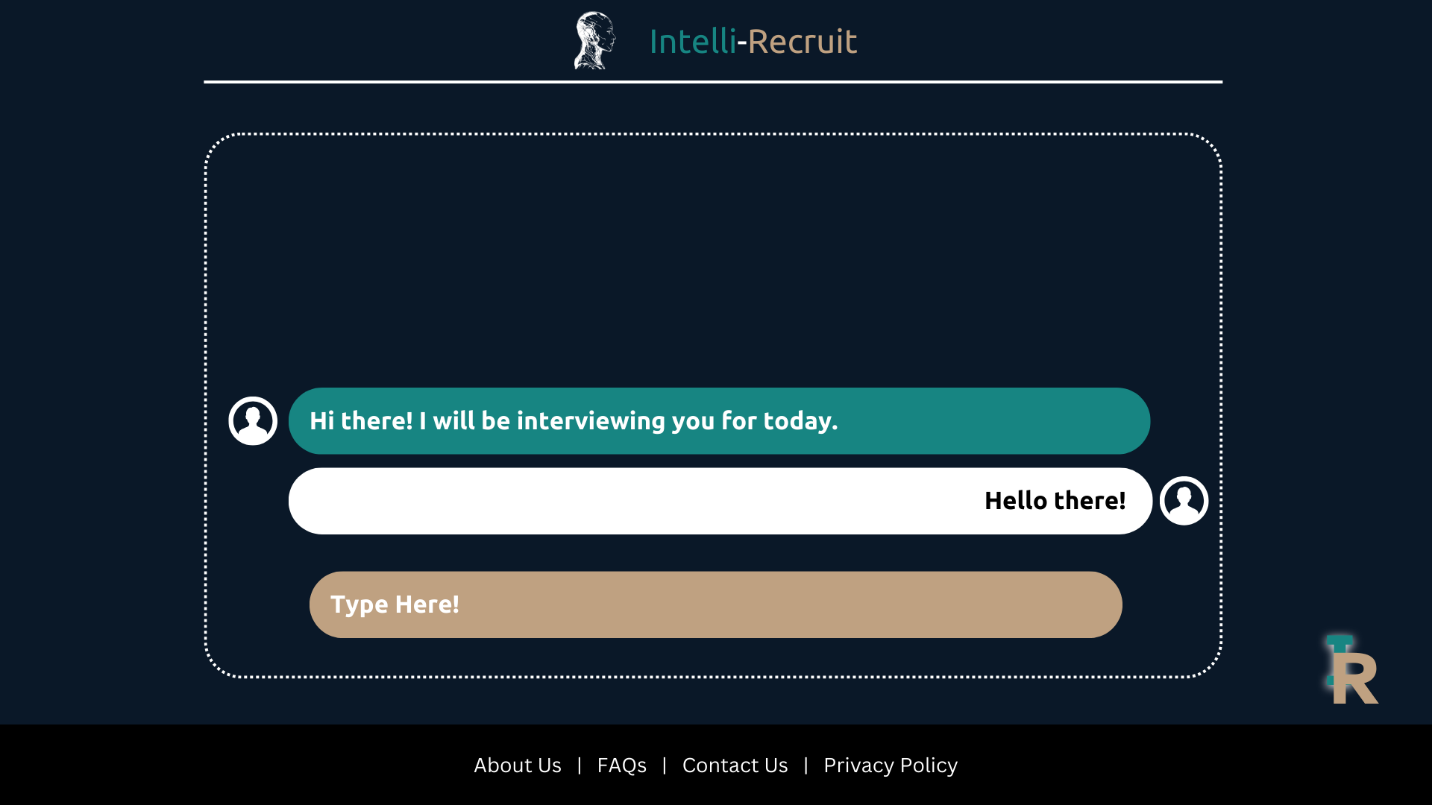 Intelli-Recruit
Hi there! I will be interviewing you for today.
Hello there!
Type Here!
IR
About Us | FAQs | Contact Us | Privacy Policy